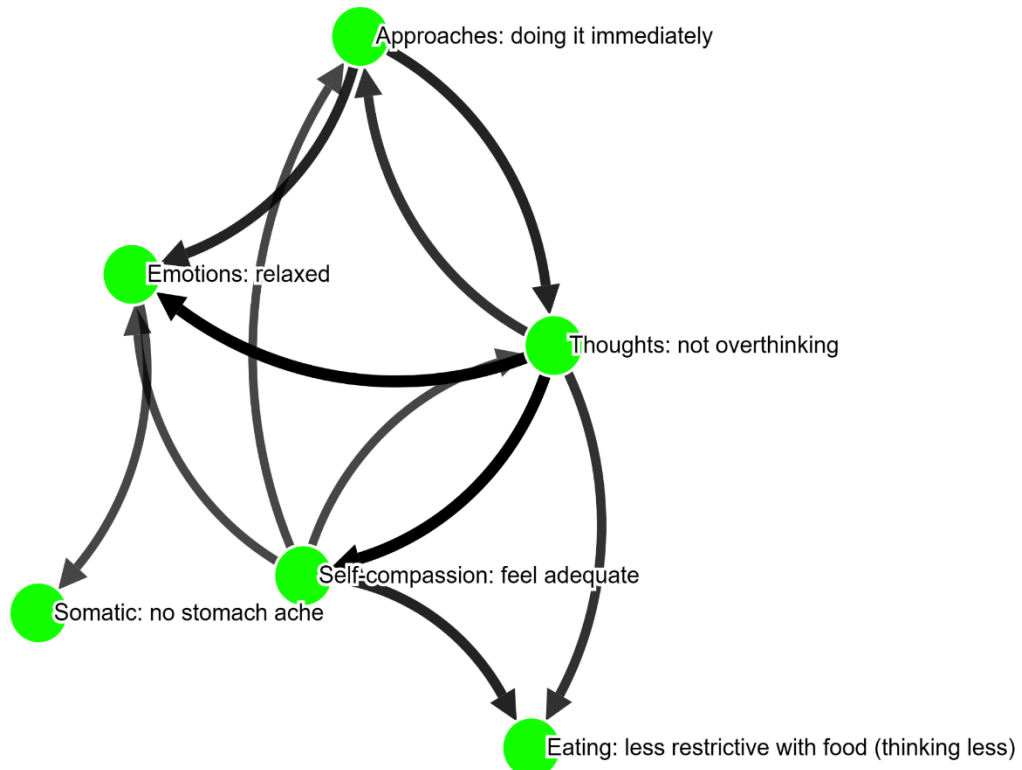 Approaches: doing it immediately
Emotions: relaxed
Thoughts: not overthinking
Self-compassion: feel adequate
Somatic: no stomach ache
Eating: less restrictive with food (thinking less)